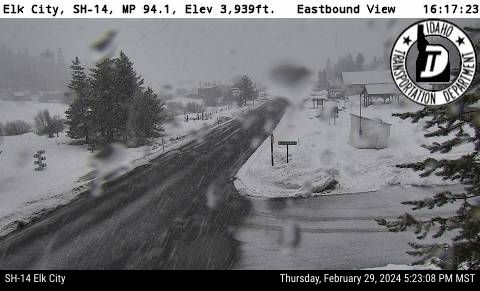 Elk City, SH-14, MP 94.1, Elev 3,939ft. Eastbound View 16:17:23
IDAHO
TRANSPORTATION DEPARTMENT
SH-14 Elk City Thursday, February 29, 2024 5:23:08 PM MST